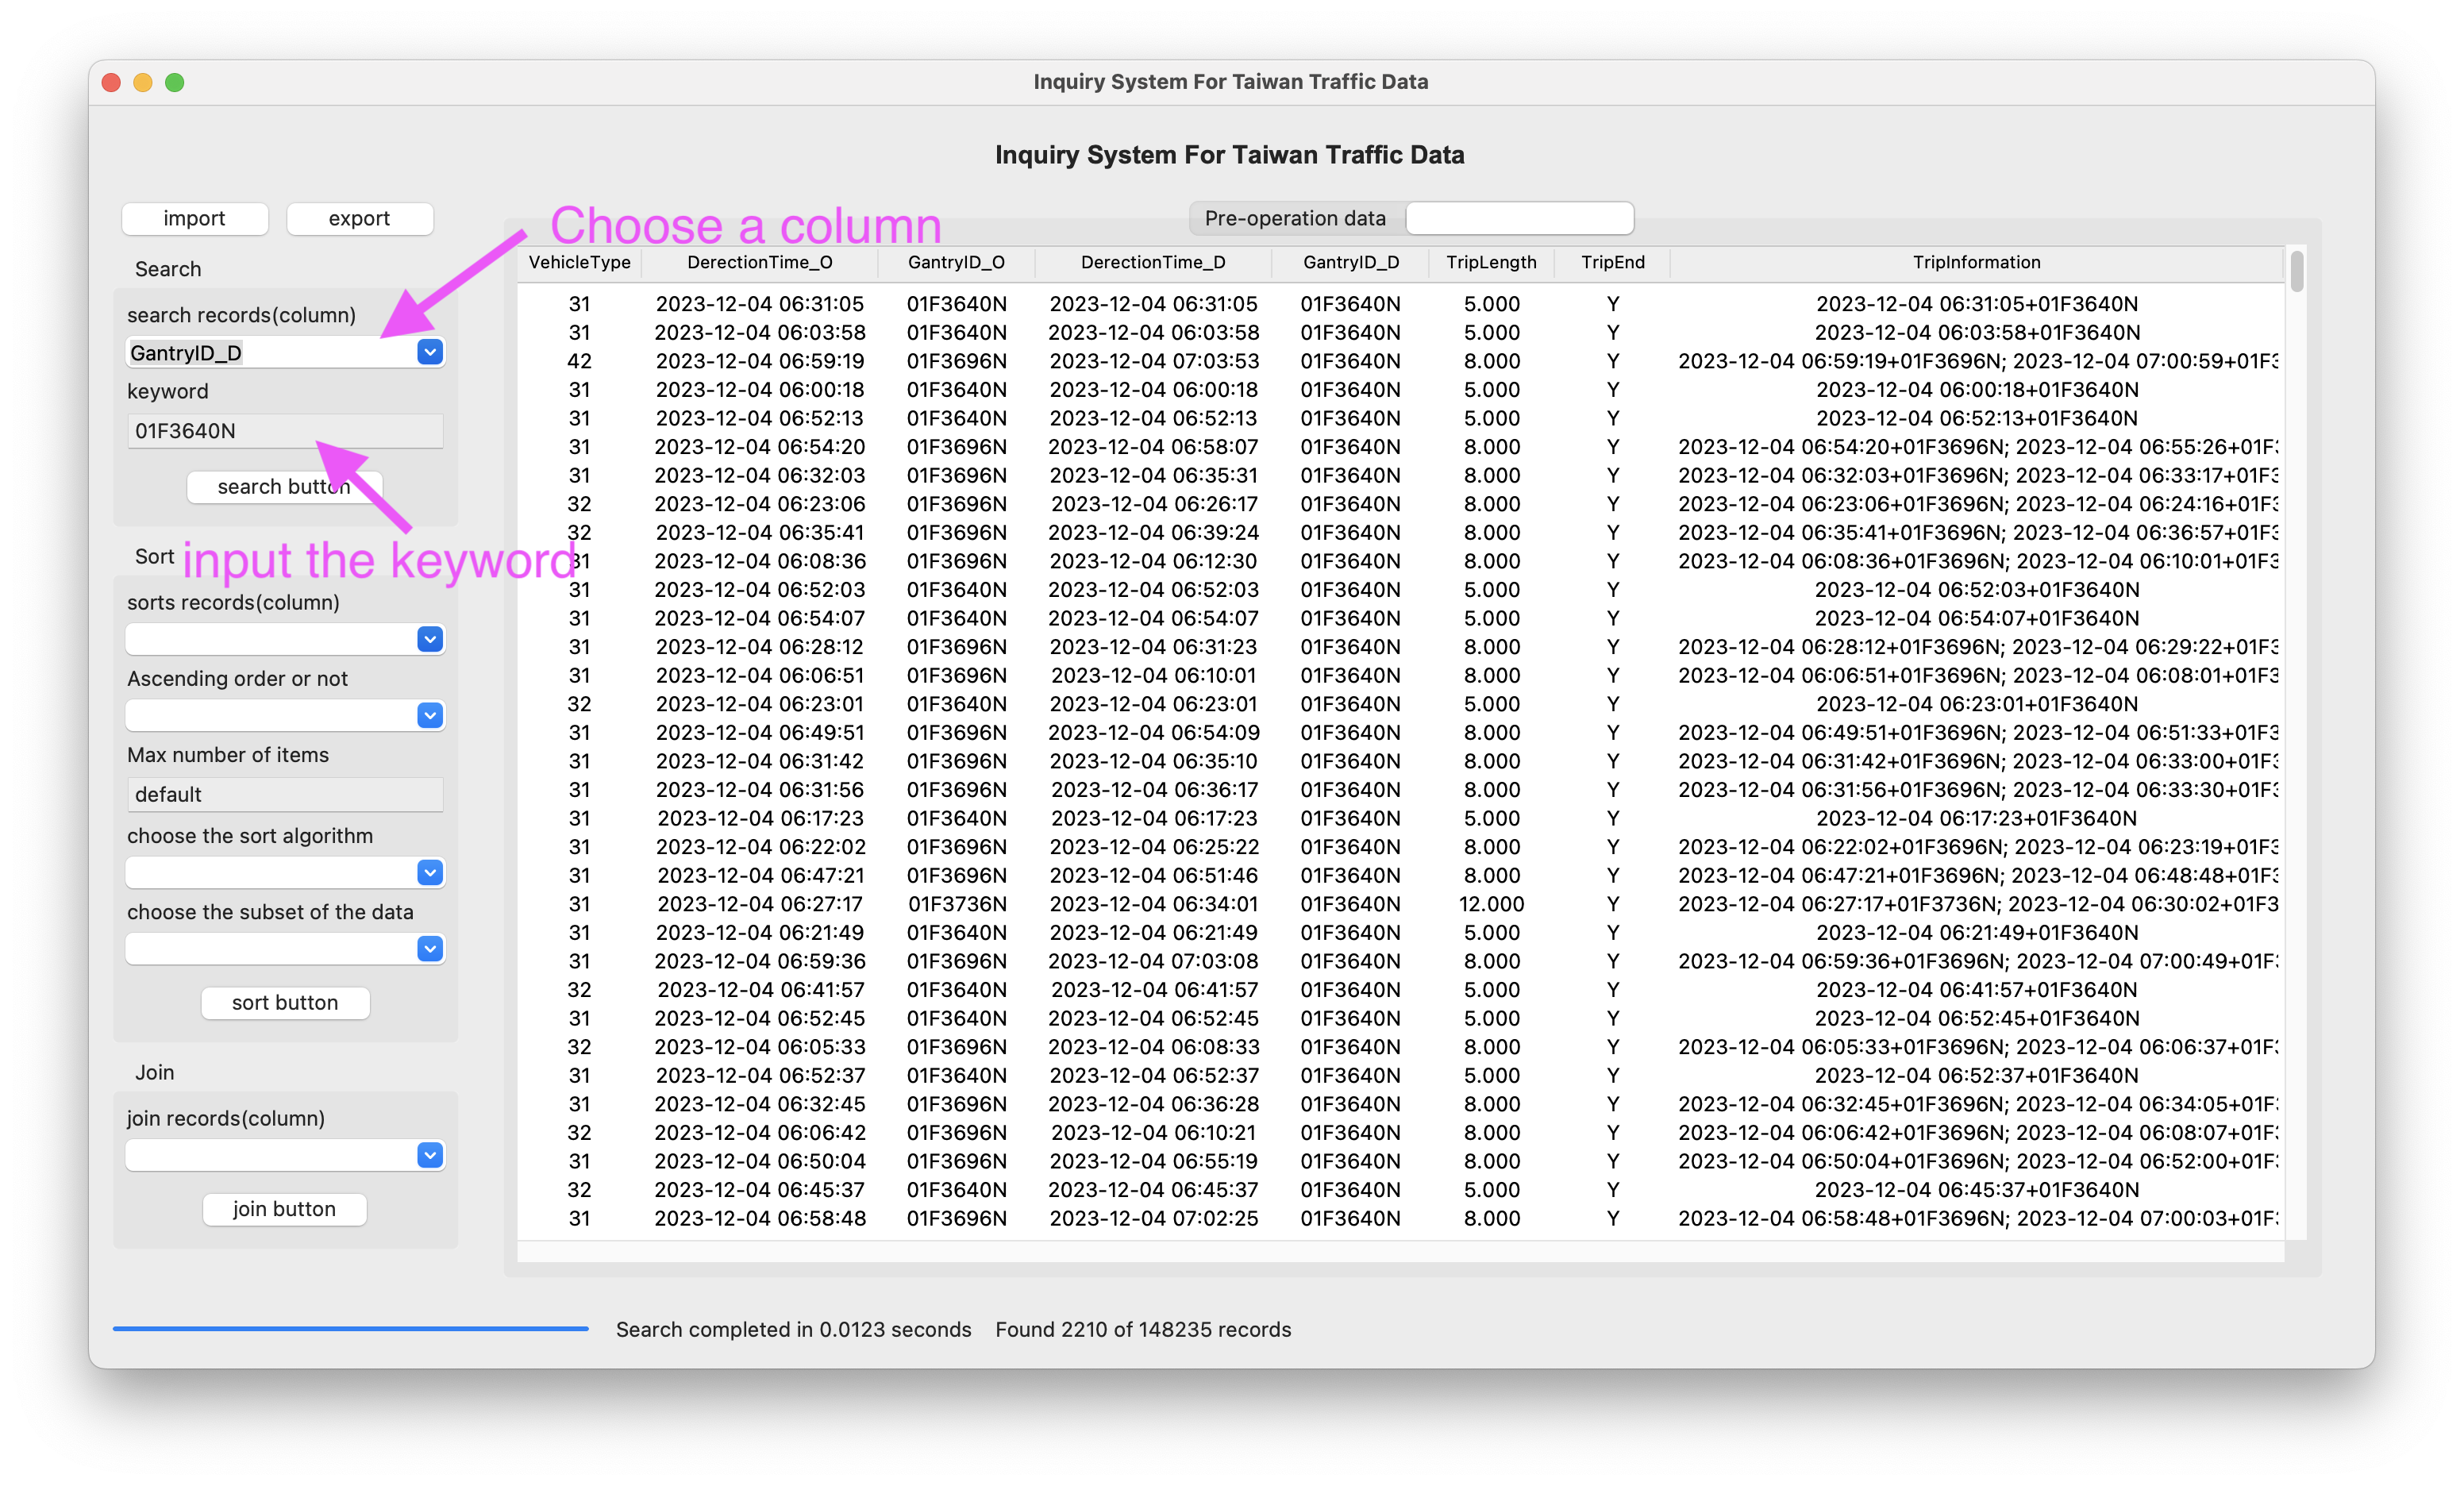 Inquiry System For Taiwan Traffic Data
Inquiry System For Taiwan Traffic Data
import export
Choose a column
Pre-operation data
Search
search records(column)
GantryID_D
keyword
01F3640N
search button
input the keyword
Sort
sorts records(column)
Ascending order or not
Max number of items
default
choose the sort algorithm
choose the subset of the data
sort button
Join
join records(column)
join button
VehicleType DerectionTime_O GantryID_O DerectionTime_D GantryID_D TripLength TripEnd TripInformation
31 2023-12-04 06:31:05 01F3640N 2023-12-04 06:31:05 01F3640N 5.000 Y 2023-12-04 06:31:05+01F3640N
31 2023-12-04 06:03:58 01F3640N 2023-12-04 06:03:58 01F3640N 5.000 Y 2023-12-04 06:03:58+01F3640N
42 2023-12-04 06:59:19 01F3696N 2023-12-04 07:03:53 01F3640N 8.000 Y 2023-12-04 06:59:19+01F3696N; 2023-12-04 07:00:59+01F3
31 2023-12-04 06:00:18 01F3640N 2023-12-04 06:00:18 01F3640N 5.000 Y 2023-12-04 06:00:18+01F3640N
31 2023-12-04 06:52:13 01F3640N 2023-12-04 06:52:13 01F3640N 5.000 Y 2023-12-04 06:52:13+01F3640N
31 2023-12-04 06:54:20 01F3696N 2023-12-04 06:58:07 01F3640N 8.000 Y 2023-12-04 06:54:20+01F3696N; 2023-12-04 06:55:26+01F
31 2023-12-04 06:32:03 01F3696N 2023-12-04 06:35:31 01F3640N 8.000 Y 2023-12-04 06:32:03+01F3696N; 2023-12-04 06:33:17+01F3
32 2023-12-04 06:23:06 01F3696N 2023-12-04 06:26:17 01F3640N 8.000 Y 2023-12-04 06:23:06+01F3696N; 2023-12-04 06:24:16+01F3
32 2023-12-04 06:35:41 01F3696N 2023-12-04 06:39:24 01F3640N 8.000 Y 2023-12-04 06:35:41+01F3696N; 2023-12-04 06:36:57+01F3
31 2023-12-04 06:08:36 01F3696N 2023-12-04 06:12:30 01F3640N 8.000 Y 2023-12-04 06:08:36+01F3696N; 2023-12-04 06:10:01+01F3
31 2023-12-04 06:52:03 01F3640N 2023-12-04 06:52:03 01F3640N 5.000 Y 2023-12-04 06:52:03+01F3640N
31 2023-12-04 06:54:07 01F3640N 2023-12-04 06:54:07 01F3640N 5.000 Y 2023-12-04 06:54:07+01F3640N
31 2023-12-04 06:28:12 01F3696N 2023-12-04 06:31:23 01F3640N 8.000 Y 2023-12-04 06:28:12+01F3696N; 2023-12-04 06:29:22+01F3
31 2023-12-04 06:06:51 01F3696N 2023-12-04 06:10:01 01F3640N 8.000 Y 2023-12-04 06:06:51+01F3696N; 2023-12-04 06:08:01+01F3
32 2023-12-04 06:23:01 01F3640N 2023-12-04 06:23:01 01F3640N 5.000 Y 2023-12-04 06:23:01+01F3640N
31 2023-12-04 06:49:51 01F3696N 2023-12-04 06:54:09 01F3640N 8.000 Y 2023-12-04 06:49:51+01F3696N; 2023-12-04 06:51:33+01F3
31 2023-12-04 06:31:42 01F3696N 2023-12-04 06:35:10 01F3640N 8.000 Y 2023-12-04 06:31:42+01F3696N; 2023-12-04 06:33:00+01F
31 2023-12-04 06:31:56 01F3696N 2023-12-04 06:36:17 01F3640N 8.000 Y 2023-12-04 06:31:56+01F3696N; 2023-12-04 06:33:30+01F3
31 2023-12-04 06:17:23 01F3640N 2023-12-04 06:17:23 01F3640N 5.000 Y 2023-12-04 06:17:23+01F3640N
31 2023-12-04 06:22:02 01F3696N 2023-12-04 06:25:22 01F3640N 8.000 Y 2023-12-04 06:22:02+01F3696N; 2023-12-04 06:23:19+01F3
31 2023-12-04 06:47:21 01F3696N 2023-12-04 06:51:46 01F3640N 8.000 Y 2023-12-04 06:47:21+01F3696N; 2023-12-04 06:48:48+01F3
31 2023-12-04 06:27:17 01F3736N 2023-12-04 06:34:01 01F3640N 12.000 Y 2023-12-04 06:27:17+01F3736N; 2023-12-04 06:30:02+01F3
31 2023-12-04 06:21:49 01F3640N 2023-12-04 06:21:49 01F3640N 5.000 Y 2023-12-04 06:21:49+01F3640N
31 2023-12-04 06:59:36 01F3696N 2023-12-04 07:03:08 01F3640N 8.000 Y 2023-12-04 06:59:36+01F3696N; 2023-12-04 07:00:49+01F
32 2023-12-04 06:41:57 01F3640N 2023-12-04 06:41:57 01F3640N 5.000 Y 2023-12-04 06:41:57+01F3640N
31 2023-12-04 06:52:45 01F3640N 2023-12-04 06:52:45 01F3640N 5.000 Y 2023-12-04 06:52:45+01F3640N
32 2023-12-04 06:05:33 01F3696N 2023-12-04 06:08:33 01F3640N 8.000 Y 2023-12-04 06:05:33+01F3696N; 2023-12-04 06:06:37+01F
31 2023-12-04 06:52:37 01F3640N 2023-12-04 06:52:37 01F3640N 5.000 Y 2023-12-04 06:52:37+01F3640N
31 2023-12-04 06:32:45 01F3696N 2023-12-04 06:36:28 01F3640N 8.000 Y 2023-12-04 06:32:45+01F3696N; 2023-12-04 06:34:05+01F
32 2023-12-04 06:06:42 01F3696N 2023-12-04 06:10:21 01F3640N 8.000 Y 2023-12-04 06:06:42+01F3696N; 2023-12-04 06:08:07+01F
31 2023-12-04 06:50:04 01F3696N 2023-12-04 06:55:19 01F3640N 8.000 Y 2023-12-04 06:50:04+01F3696N; 2023-12-04 06:52:00+01F
32 2023-12-04 06:45:37 01F3640N 2023-12-04 06:45:37 01F3640N 5.000 Y 2023-12-04 06:45:37+01F3640N
31 2023-12-04 06:58:48 01F3696N 2023-12-04 07:02:25 01F3640N 8.000 Y 2023-12-04 06:58:48+01F3696N; 2023-12-04 07:00:03+01F
Search completed in 0.0123 seconds Found 2210 of 148235 records